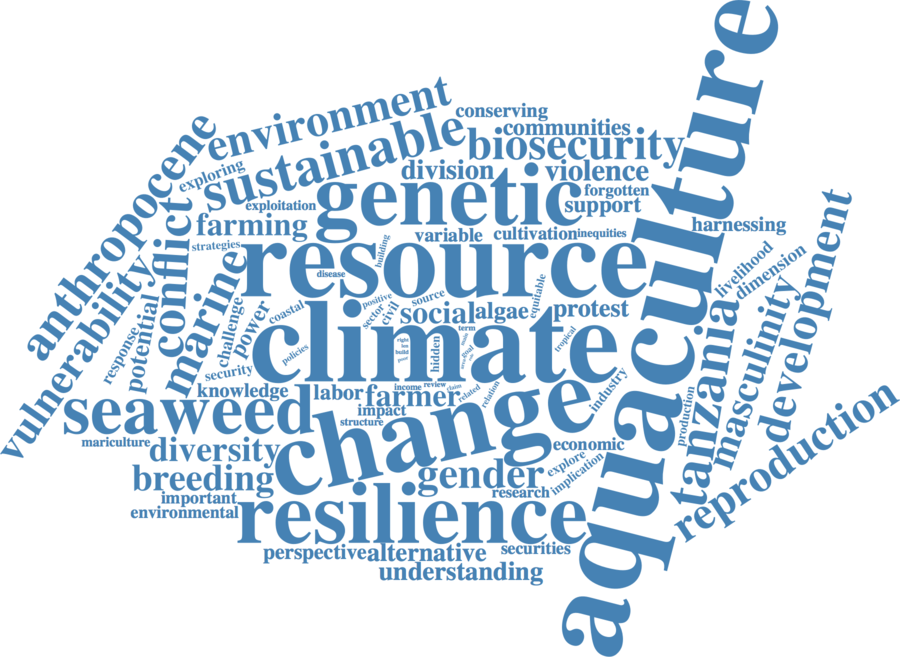 aquaculture
environment
conserving
communities
sustainable
biosecurity
anthropocene
exploring
division
violence
genetic
forgotten
exploitation
support
farming
conflict
strategies
variable
cultivation
inequities
harnessing
building
resource
vulnerability
marine
disease
livelihood
dimension
development
positive
source
equitable
sector
civil
coastal
social
algae
protest
challenge
power
potential
response
climate
term
tropical
right
build
hidden
goal
policies
security
tanzania
masculinity
knowledge
labor
income
review
claim
farmer
related
relation
industry
impact
structure
seaweed
change
production
mariculture
diversity
economic
reproduction
breeding
gender
explore
implication
important
research
environmental
resilience
perspective
alternative
securities
understanding